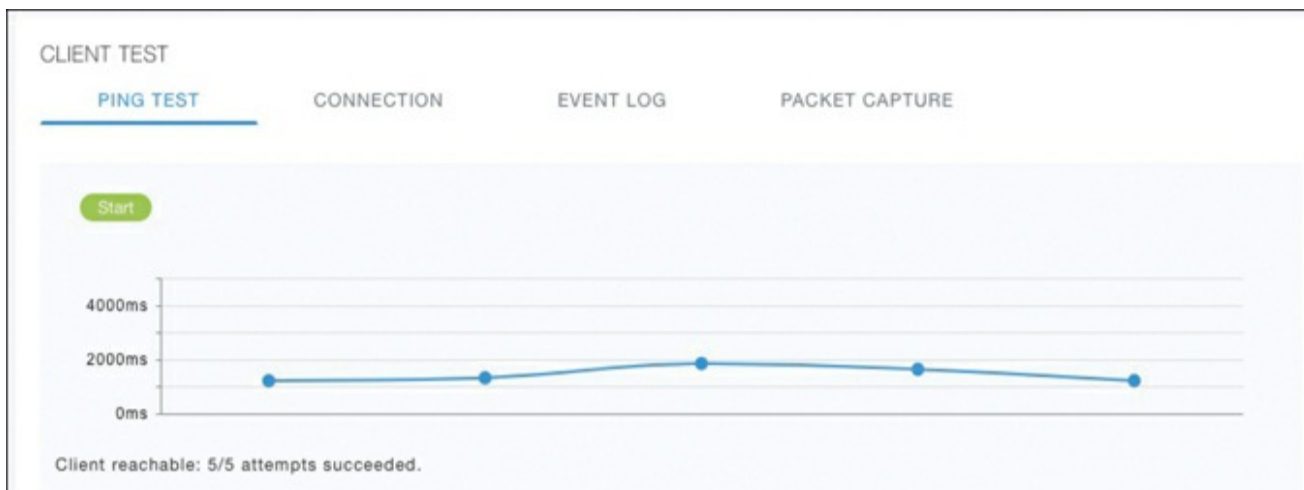 CLIENT TEST
PING TEST CONNECTION EVENT LOG PACKET CAPTURE
Start
4000ms
2000ms
0ms
Client reachable: 5/5 attempts succeeded.